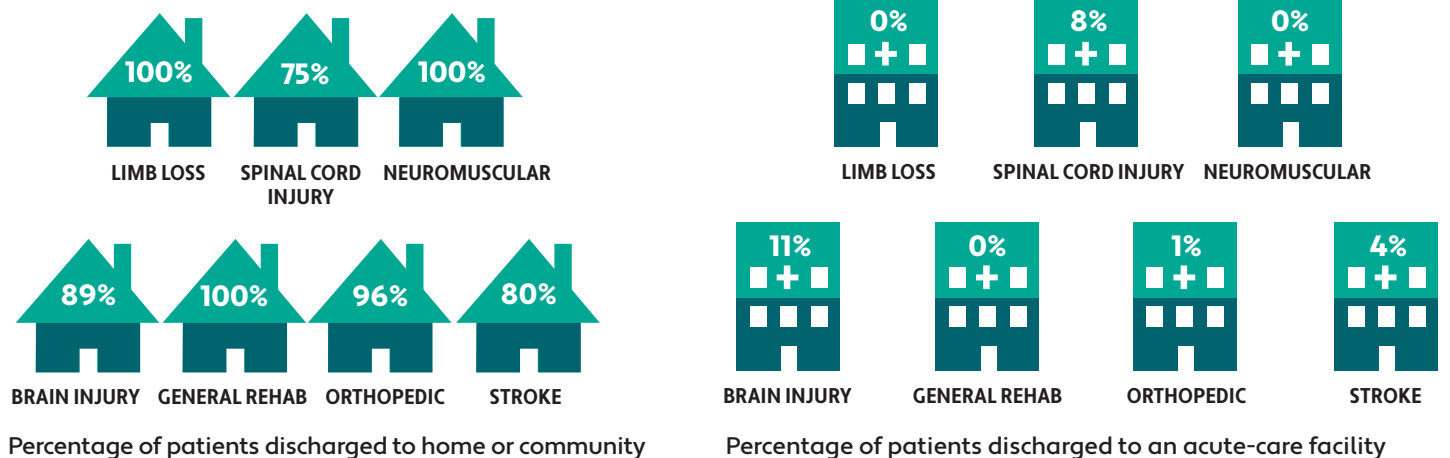 100% 75% 100%
LIMB LOSS SPINAL CORD NEUROMUSCULAR
INJURY
89% 100% 96% 80%
BRAIN INJURY GENERAL REHAB ORTHOPEDIC STROKE
Percentage of patients discharged to home or community
0% 8% 0%
LIMB LOSS SPINAL CORD INJURY NEUROMUSCULAR
11% 0% 1% 4%
BRAIN INJURY GENERAL REHAB ORTHOPEDIC STROKE
Percentage of patients discharged to an acute-care facility